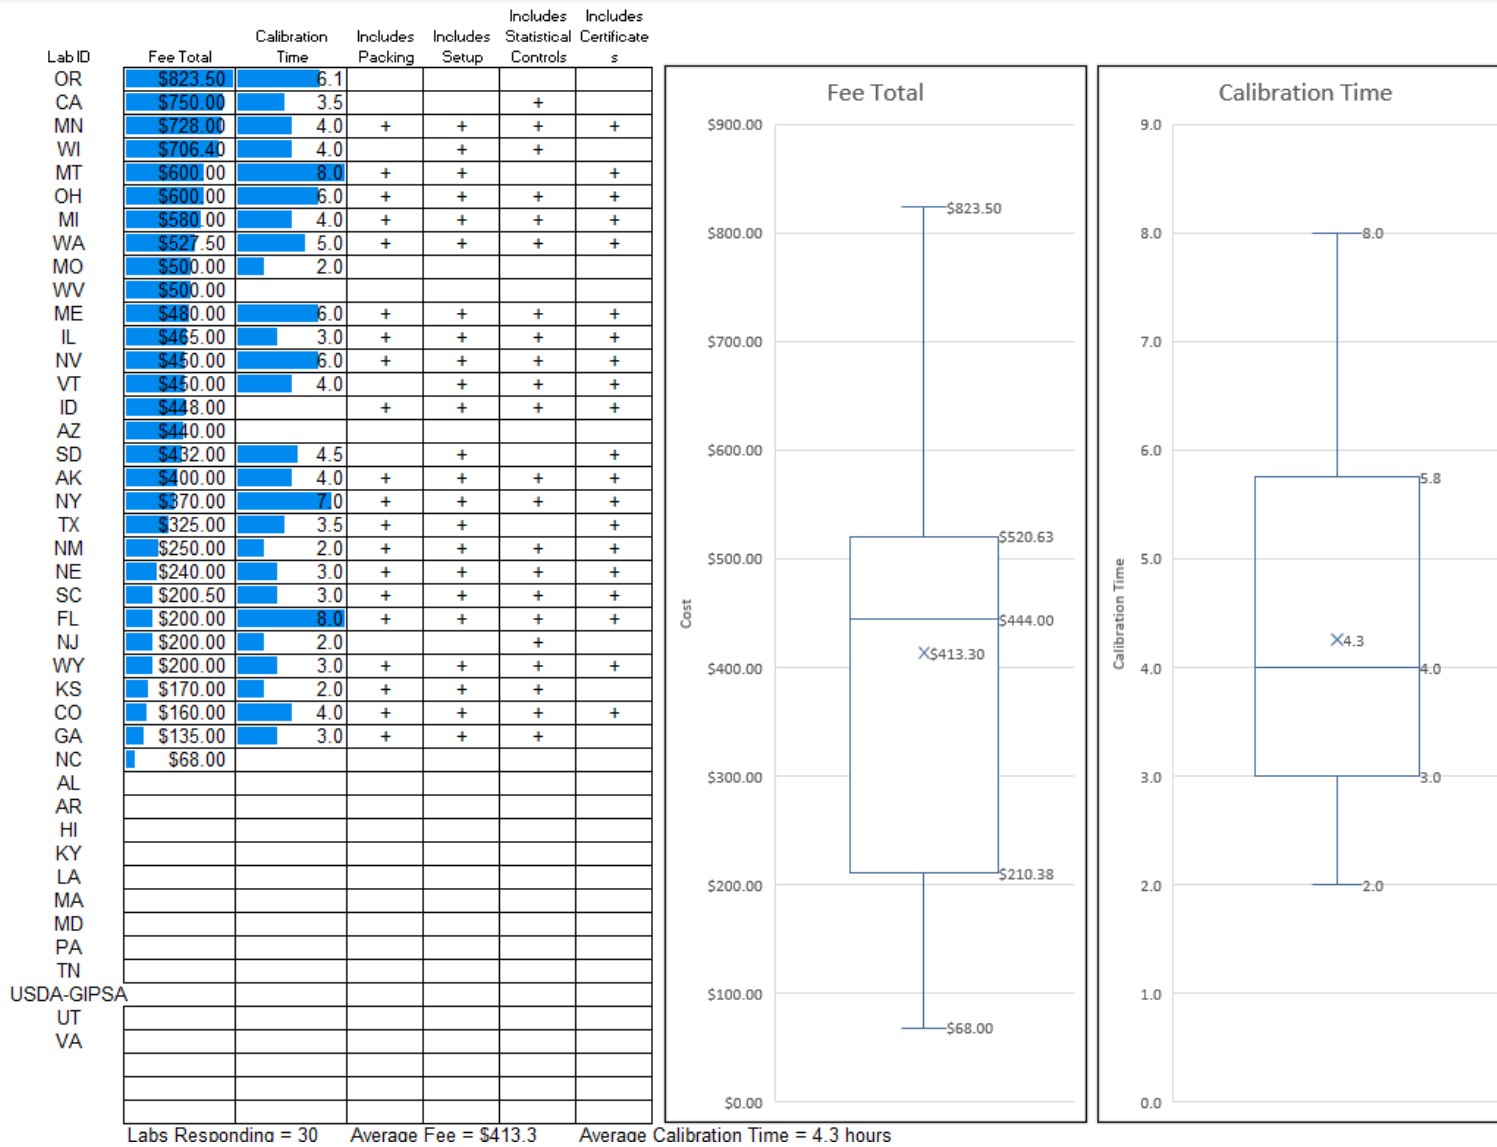 Includes Includes
Calibration Includes Includes Statistical Certificate
Lab ID Fee Total Time Packing Setup Controls s
OR $823.50 6.1
CA $750.00 3.5 +
MN $728.00 4.0 + + + +
WI $706.40 4.0 + +
MT $600.00 8.0 + + +
OH $600.00 6.0 + + + +
MI $580.00 4.0 + + + +
WA $527.50 5.0 + + + +
MO $500.00 2.0
WV $500.00
ME $480.00 6.0 + + + +
IL $465.00 3.0 + + + +
NV $450.00 6.0 + + + +
VT $450.00 4.0 + + +
ID $448.00 + + + +
AZ $440.00
SD $432.00 4.5 + +
AK $400.00 4.0 + + + +
NY $370.00 7.0 + + + +
TX $325.00 3.5 + + +
NM $250.00 2.0 + + + +
NE $240.00 3.0 + + + +
SC $200.50 3.0 + + + +
FL $200.00 8.0 + + + +
NJ $200.00 2.0 +
WY $200.00 3.0 + + + +
KS $170.00 2.0 + + +
CO $160.00 4.0 + + + +
GA $135.00 3.0 + + +
NC $68.00
AL
AR
HI
KY
LA
MA
MD
PA
TN
USDA-GIPSA
UT
VA
Labs Responding = 30 Average Fee = $413.3 Average Calibration Time = 4.3 hours
Fee Total
$900.00
$800.00
$700.00
$600.00
$500.00
$400.00
$300.00
$200.00
$100.00
$0.00
Cost
$823.50
$520.63
$444.00
×$413.30
$210.38
$68.00
Calibration Time
9.0
8.0
7.0
6.0
5.0
4.0
3.0
2.0
1.0
0.0
Calibration Time
8.0
5.8
×4.3
4.0
3.0
2.0